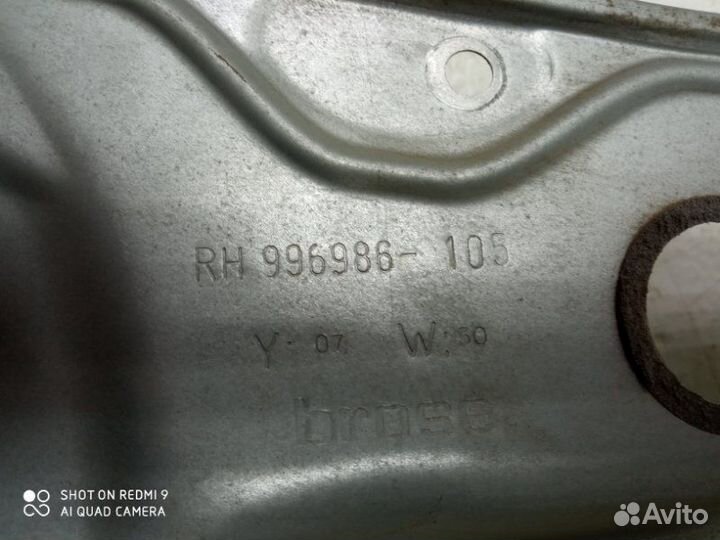 RH 996986-105
Y: 07 W: 50
brose
SHOT ON REDMI 9
AI QUAD CAMERA
Avito